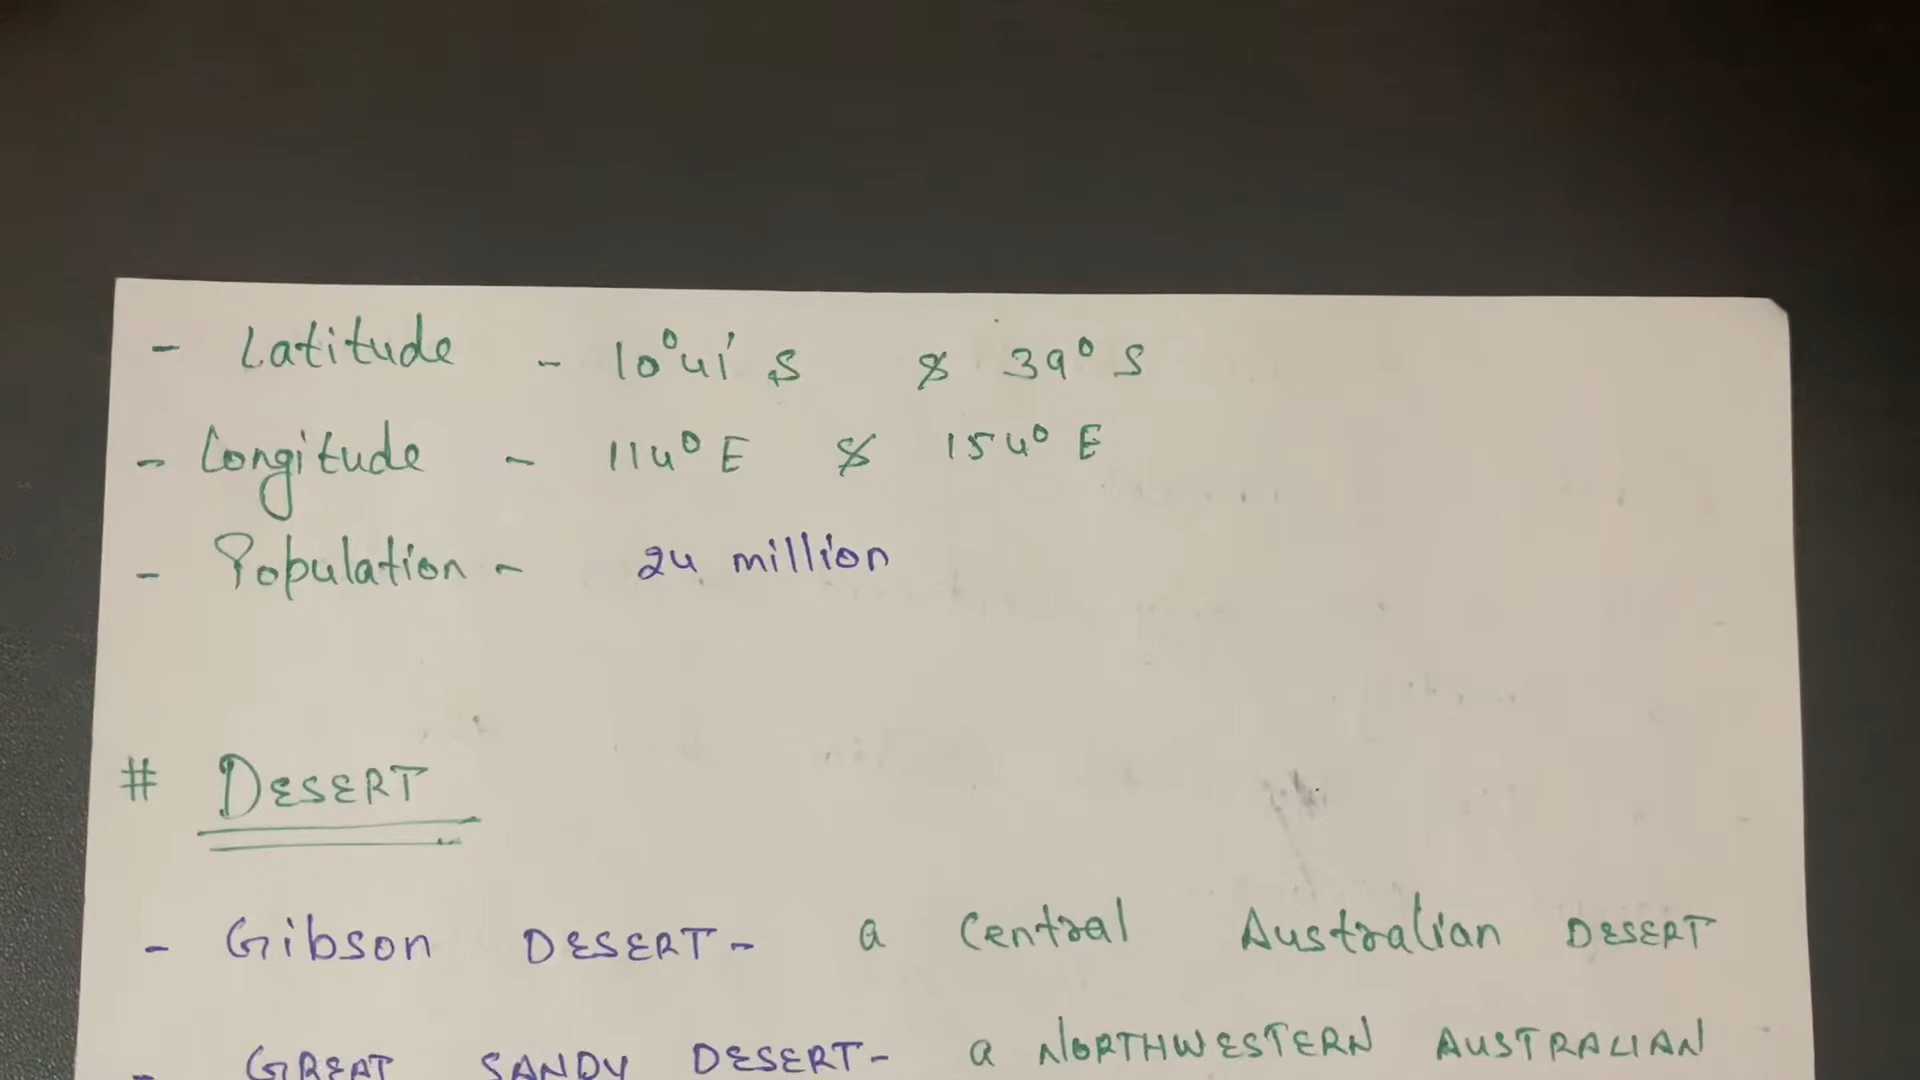 - Latitude - 10°41' S & 39° S
- Longitude - 114° E & 154° E
- Population - 24 million
# DESERT
- Gibson DESERT - a Central Australian DESERT
- GREAT SANDY DESERT - a NORTHWESTERN AUSTRALIAN